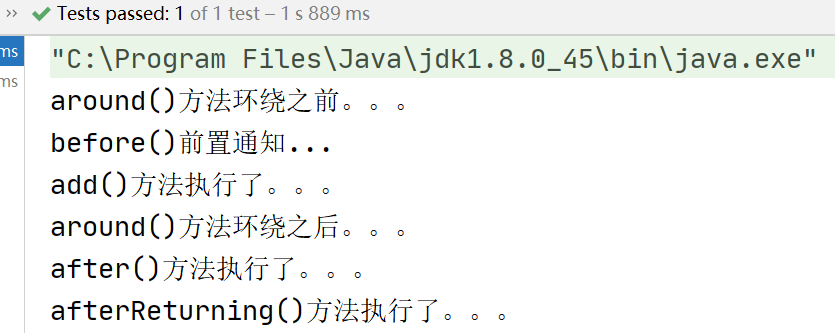 ›› ✔ Tests passed: 1 of 1 test – 1 s 889 ms
ms
ms
"C:\Program Files\Java\jdk1.8.0_45\bin\java.exe"
around()方法环绕之前。。。
before()前置通知...
add()方法执行了。。。
around()方法环绕之后。。。
after()方法执行了。。。
afterReturning()方法执行了。。。